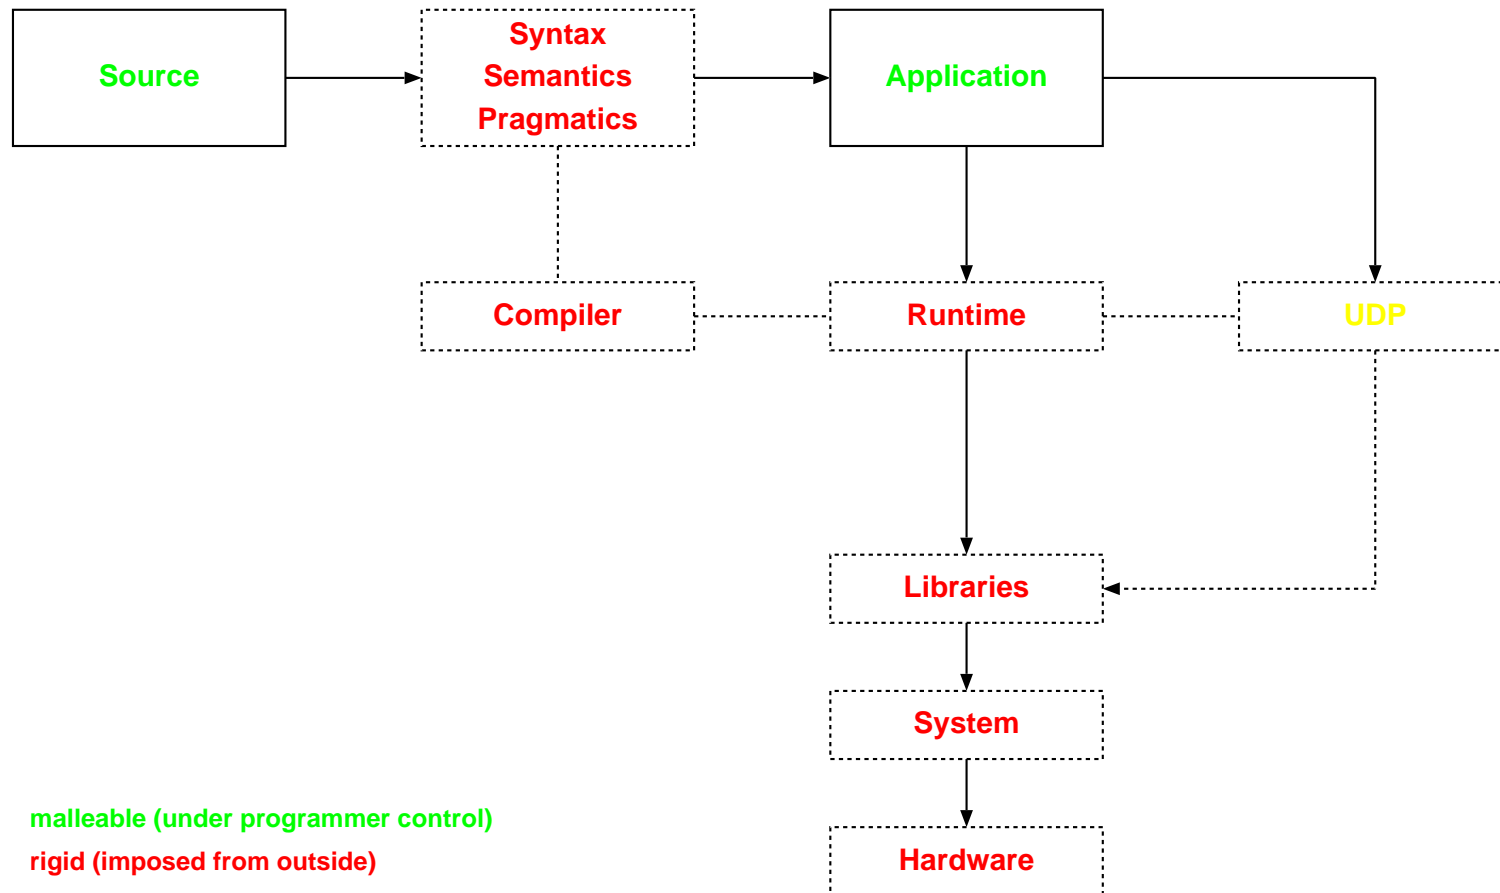 Source
Syntax
Semantics
Pragmatics
Application
Compiler
Runtime
UDP
Libraries
System
Hardware
malleable (under programmer control)
rigid (imposed from outside)